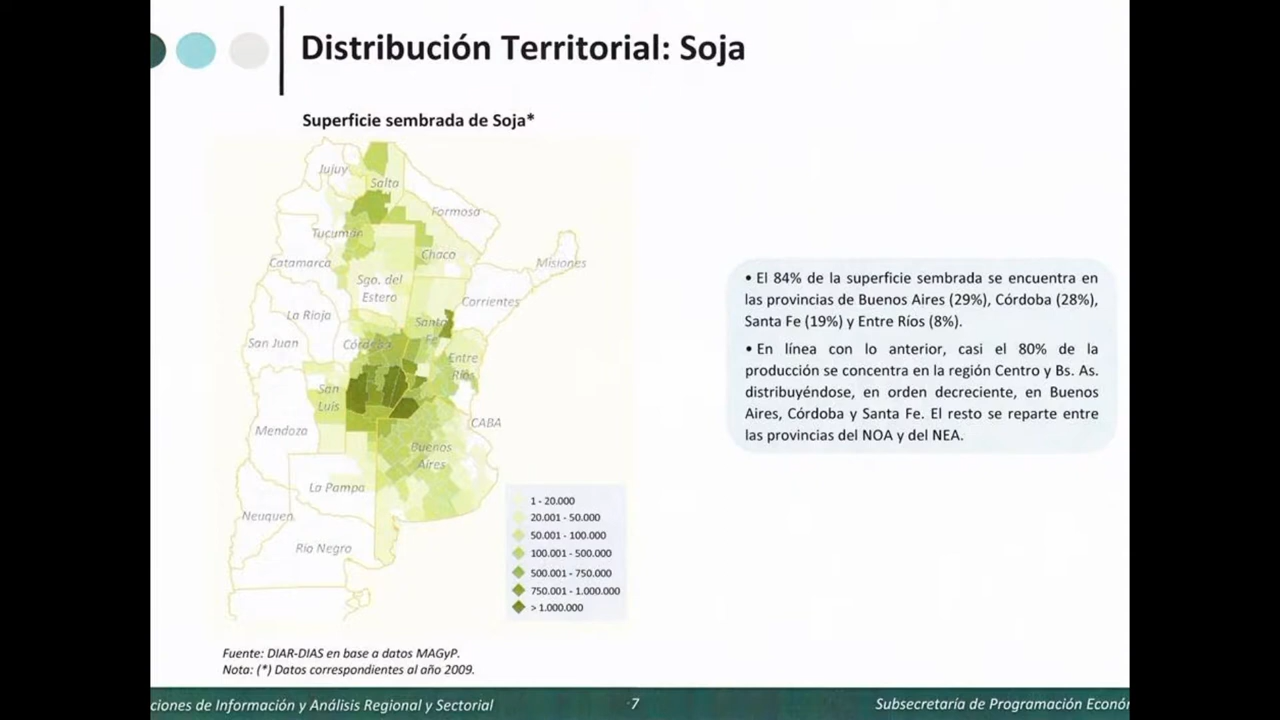 Distribución Territorial: Soja
Superficie sembrada de Soja*
Jujuy
Salta
Formosa
Tucumán
Chaco
Catamarca
Misiones
Sgo. del
Estero
Corrientes
La Rioja
Santa
Fe
San Juan
Córdoba
Entre
Ríos
San
Luis
CABA
Mendoza
Buenos
Aires
La Pampa
Neuquen
Río Negro
1 - 20.000
20.001 - 50.000
50.001 - 100.000
100.001 - 500.000
500.001 - 750.000
750.001 - 1.000.000
> 1.000.000
• El 84% de la superficie sembrada se encuentra en
las provincias de Buenos Aires (29%), Córdoba (28%),
Santa Fe (19%) y Entre Ríos (8%).
• En línea con lo anterior, casi el 80% de la
producción se concentra en la región Centro y Bs. As.
distribuyéndose, en orden decreciente, en Buenos
Aires, Córdoba y Santa Fe. El resto se reparte entre
las provincias del NOA y del NEA.
Fuente: DIAR-DIAS en base a datos MAGyP.
Nota: (*) Datos correspondientes al año 2009.
ciones de Información y Análisis Regional y Sectorial
7
Subsecretaría de Programación Econó